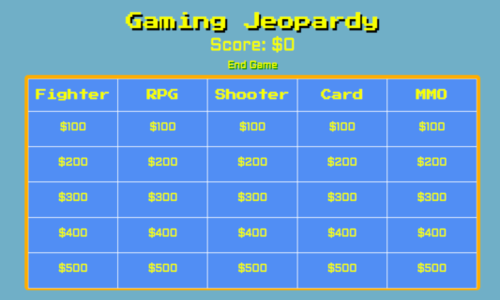 Gaming Jeopardy
Score: $0
End Game
Fighter RPG Shooter Card MMO
$100 $100 $100 $100 $100
$200 $200 $200 $200 $200
$300 $300 $300 $300 $300
$400 $400 $400 $400 $400
$500 $500 $500 $500 $500